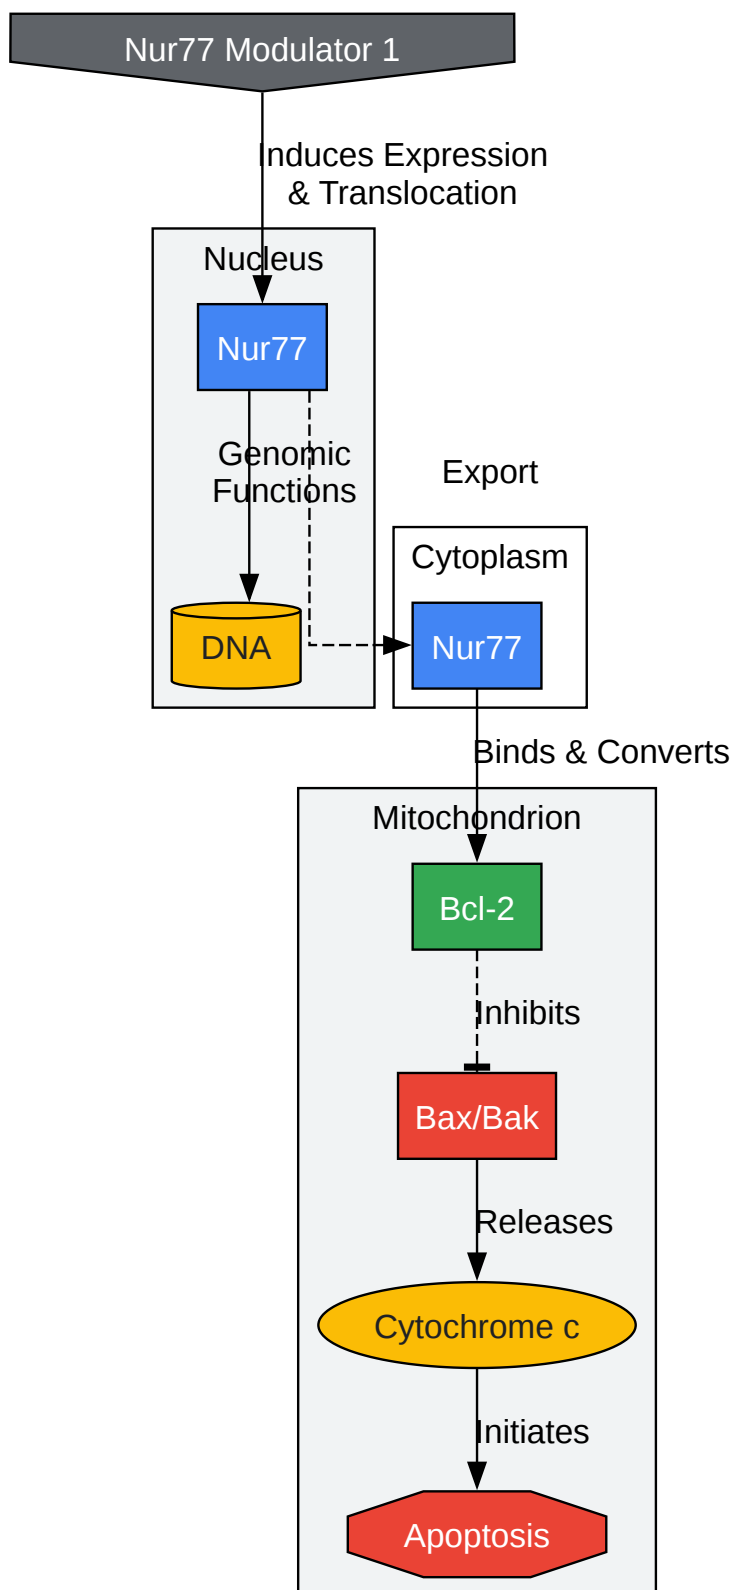 Nur77 Modulator 1
Induces Expression
& Translocation
Nucleus
Nur77
Genomic
Functions
Export
Cytoplasm
DNA
Nur77
Binds & Converts
Mitochondrion
Bcl-2
Inhibits
Bax/Bak
Releases
Cytochrome c
Initiates
Apoptosis